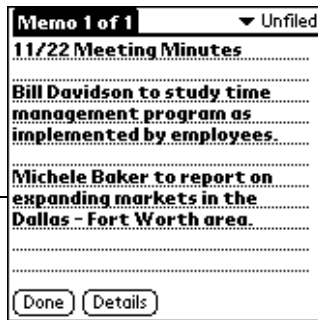 Memo 1 of 1 Unfiled
11/22 Meeting Minutes
Bill Davidson to study time
management program as
implemented by employees.
Michele Baker to report on
expanding markets in the
Dallas - Fort Worth area.
Done Details